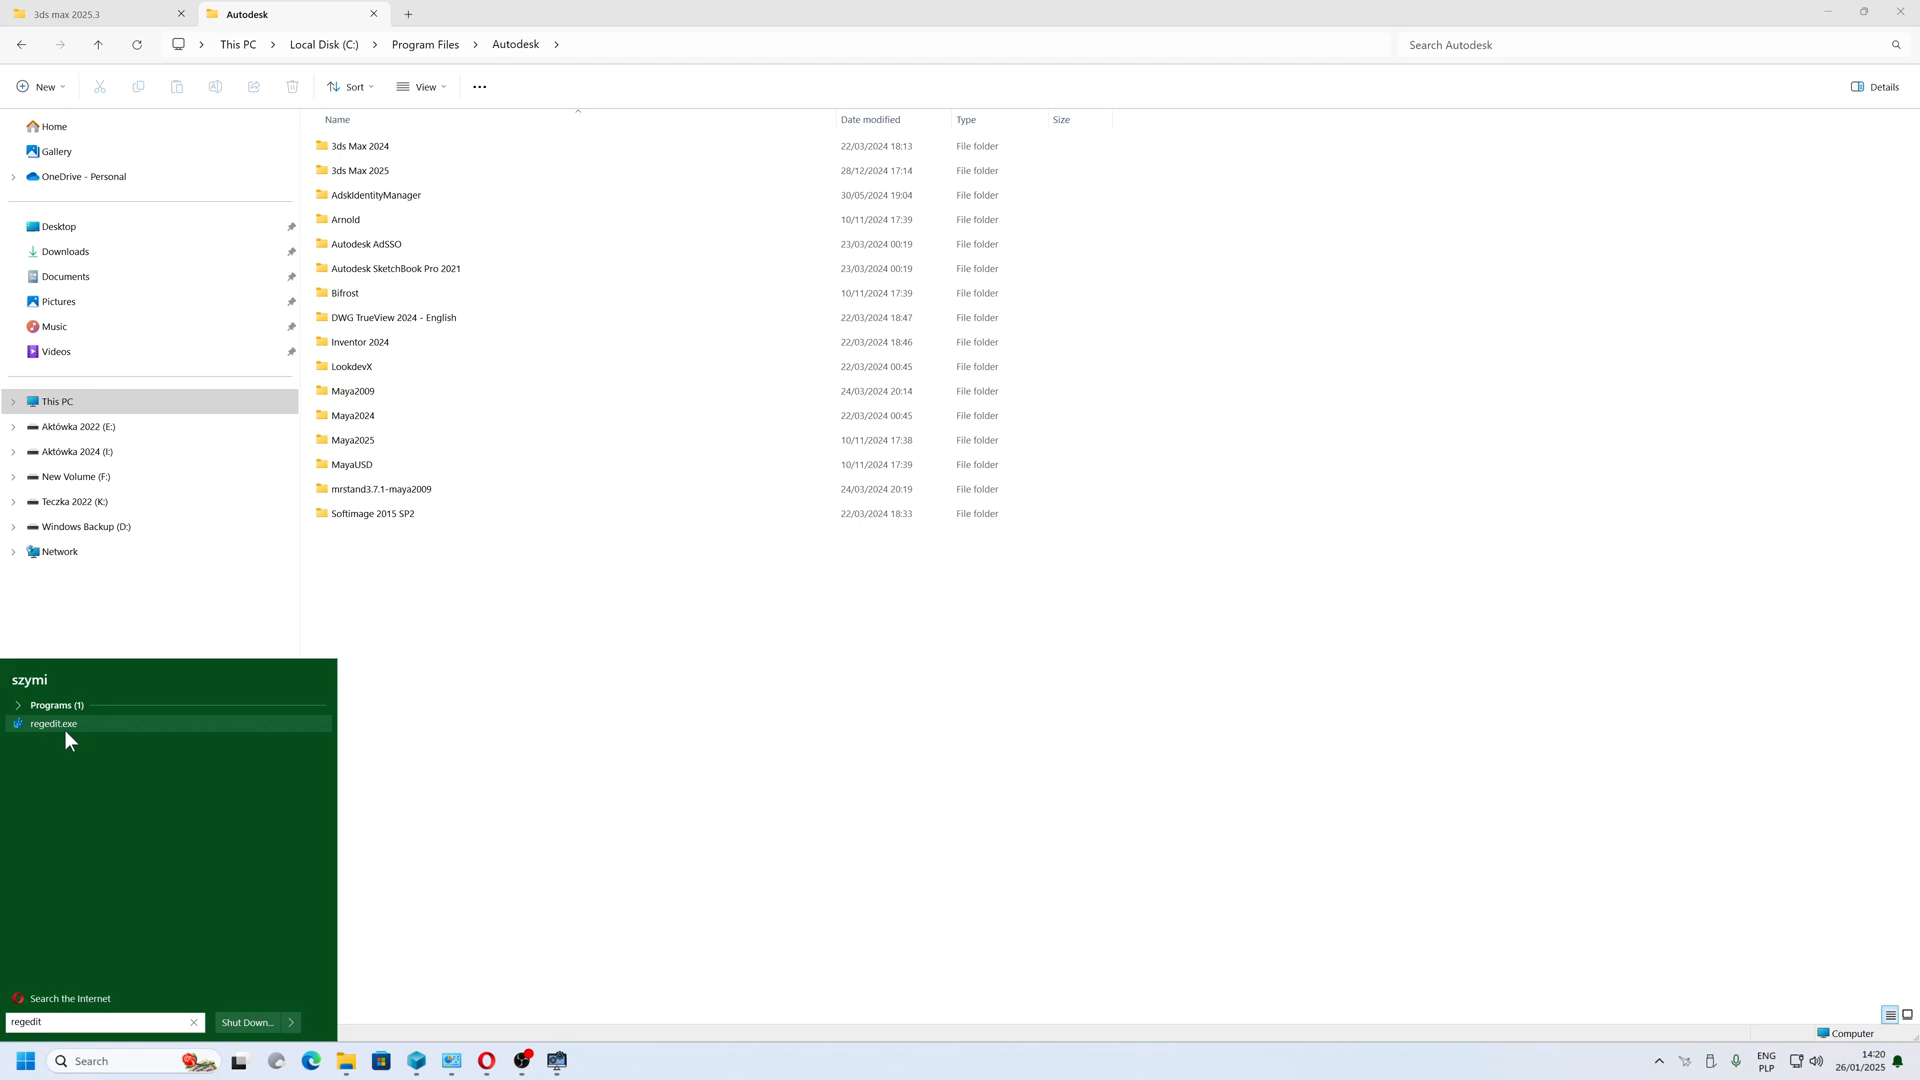 3ds max 2025.3
Autodesk
This PC
Local Disk (C:)
Program Files
Autodesk
Search Autodesk
New
Sort
View
Details
Name
Date modified
Type
Size
Home
Gallery
OneDrive - Personal
Desktop
Downloads
Documents
Pictures
Music
Videos
This PC
Aktówka 2022 (E:)
Aktówka 2024 (I:)
New Volume (F:)
Teczka 2022 (K:)
Windows Backup (D:)
Network
3ds Max 2024 22/03/2024 18:13 File folder
3ds Max 2025 28/12/2024 17:14 File folder
AdskIdentityManager 30/05/2024 19:04 File folder
Arnold 10/11/2024 17:39 File folder
Autodesk AdSSO 23/03/2024 00:19 File folder
Autodesk SketchBook Pro 2021 23/03/2024 00:19 File folder
Bifrost 10/11/2024 17:39 File folder
DWG TrueView 2024 - English 22/03/2024 18:47 File folder
Inventor 2024 22/03/2024 18:46 File folder
LookdevX 22/03/2024 00:45 File folder
Maya2009 24/03/2024 20:14 File folder
Maya2024 22/03/2024 00:45 File folder
Maya2025 10/11/2024 17:38 File folder
MayaUSD 10/11/2024 17:39 File folder
mrstand3.7.1-maya2009 24/03/2024 20:19 File folder
Softimage 2015 SP2 22/03/2024 18:33 File folder
szymi
Programs (1)
regedit.exe
Search the Internet
regedit
Shut Down...
Computer
Search
ENG
PLP
14:20
26/01/2025